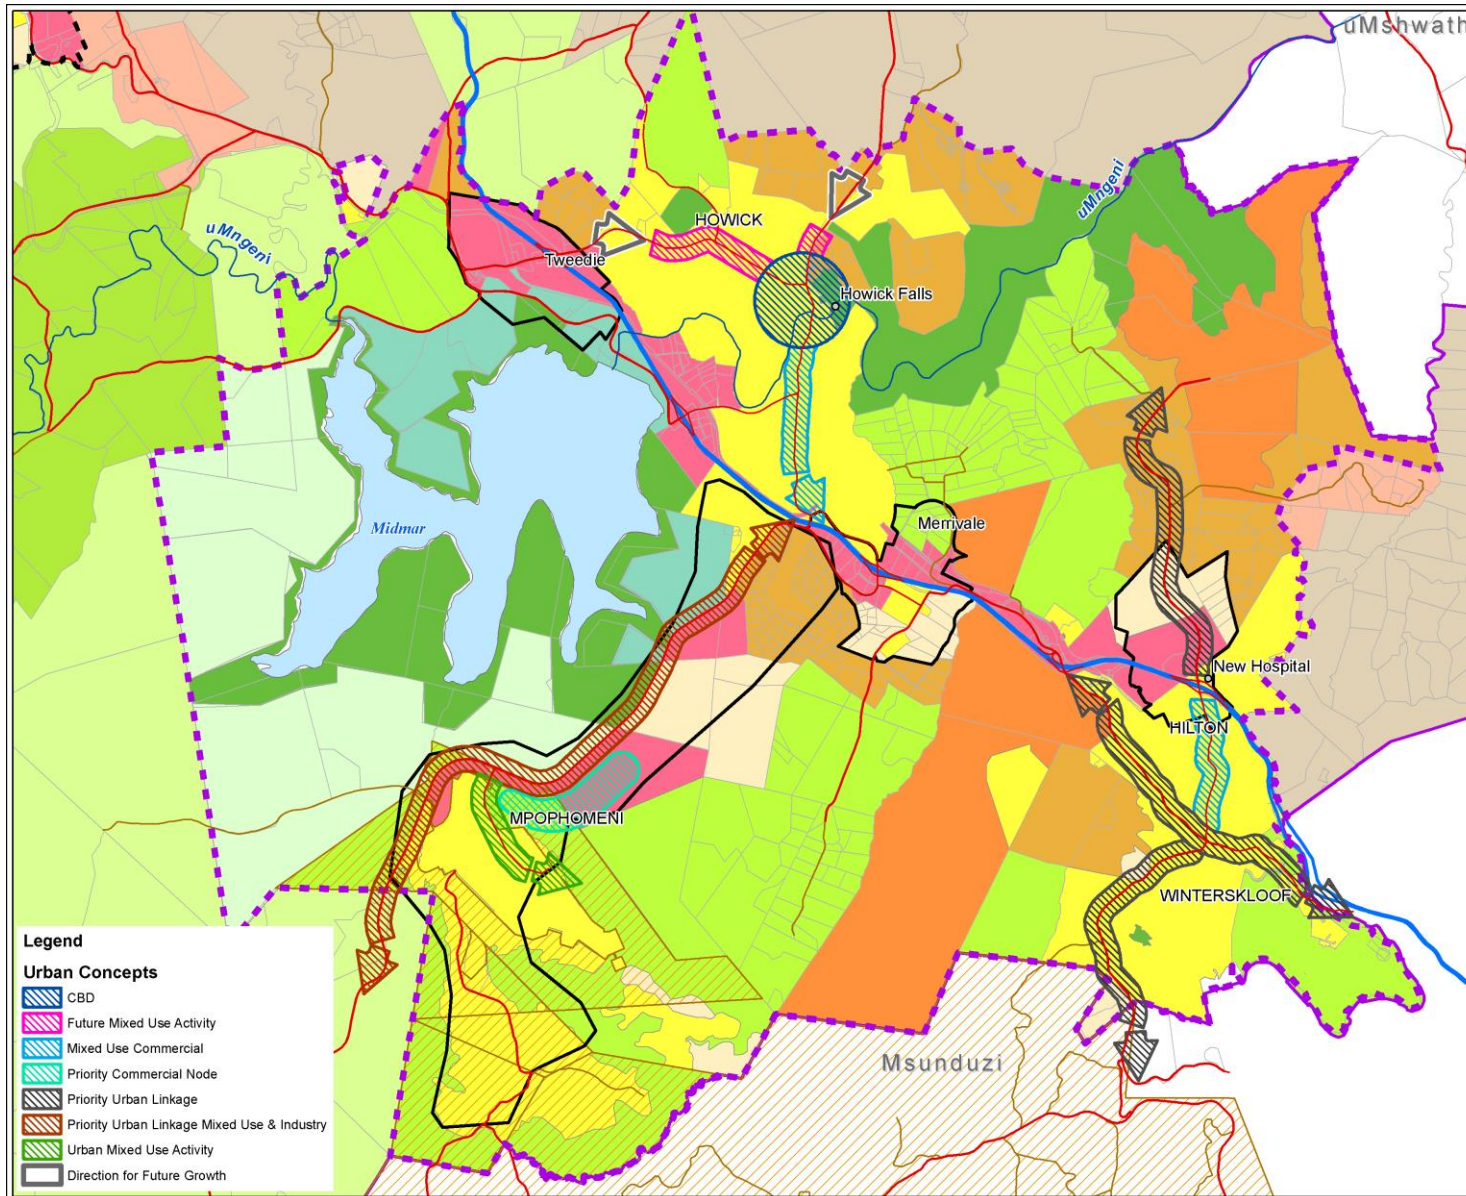 uMshwath
uMngeni
uMngeni
HOWICK
Tweedie
Howick Falls
Midmar
Merrivale
New Hospital
HILTON
MPOPHOMENI
WINTERSKLOOF
Msunduzi
Legend
Urban Concepts
CBD
Future Mixed Use Activity
Mixed Use Commercial
Priority Commercial Node
Priority Urban Linkage
Priority Urban Linkage Mixed Use & Industry
Urban Mixed Use Activity
Direction for Future Growth